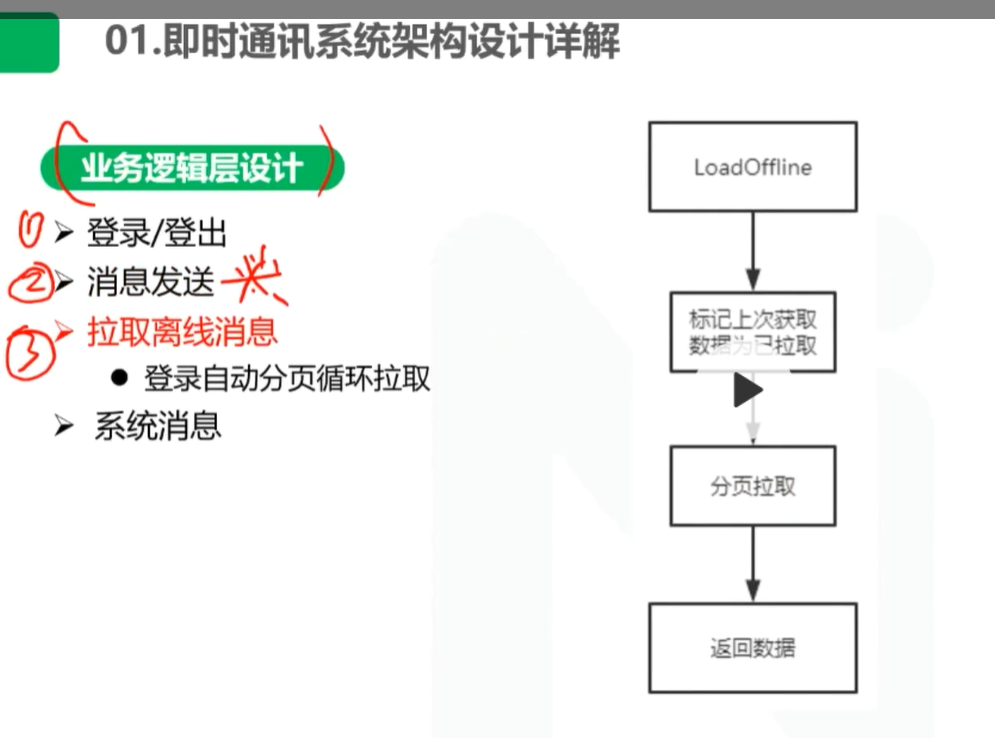 01.即时通讯系统架构设计详解
业务逻辑层设计
① 登录/登出
② 消息发送
③ 拉取离线消息
登录自动分页循环拉取
系统消息
LoadOffline
标记上次获取
数据为已拉取
分页拉取
返回数据